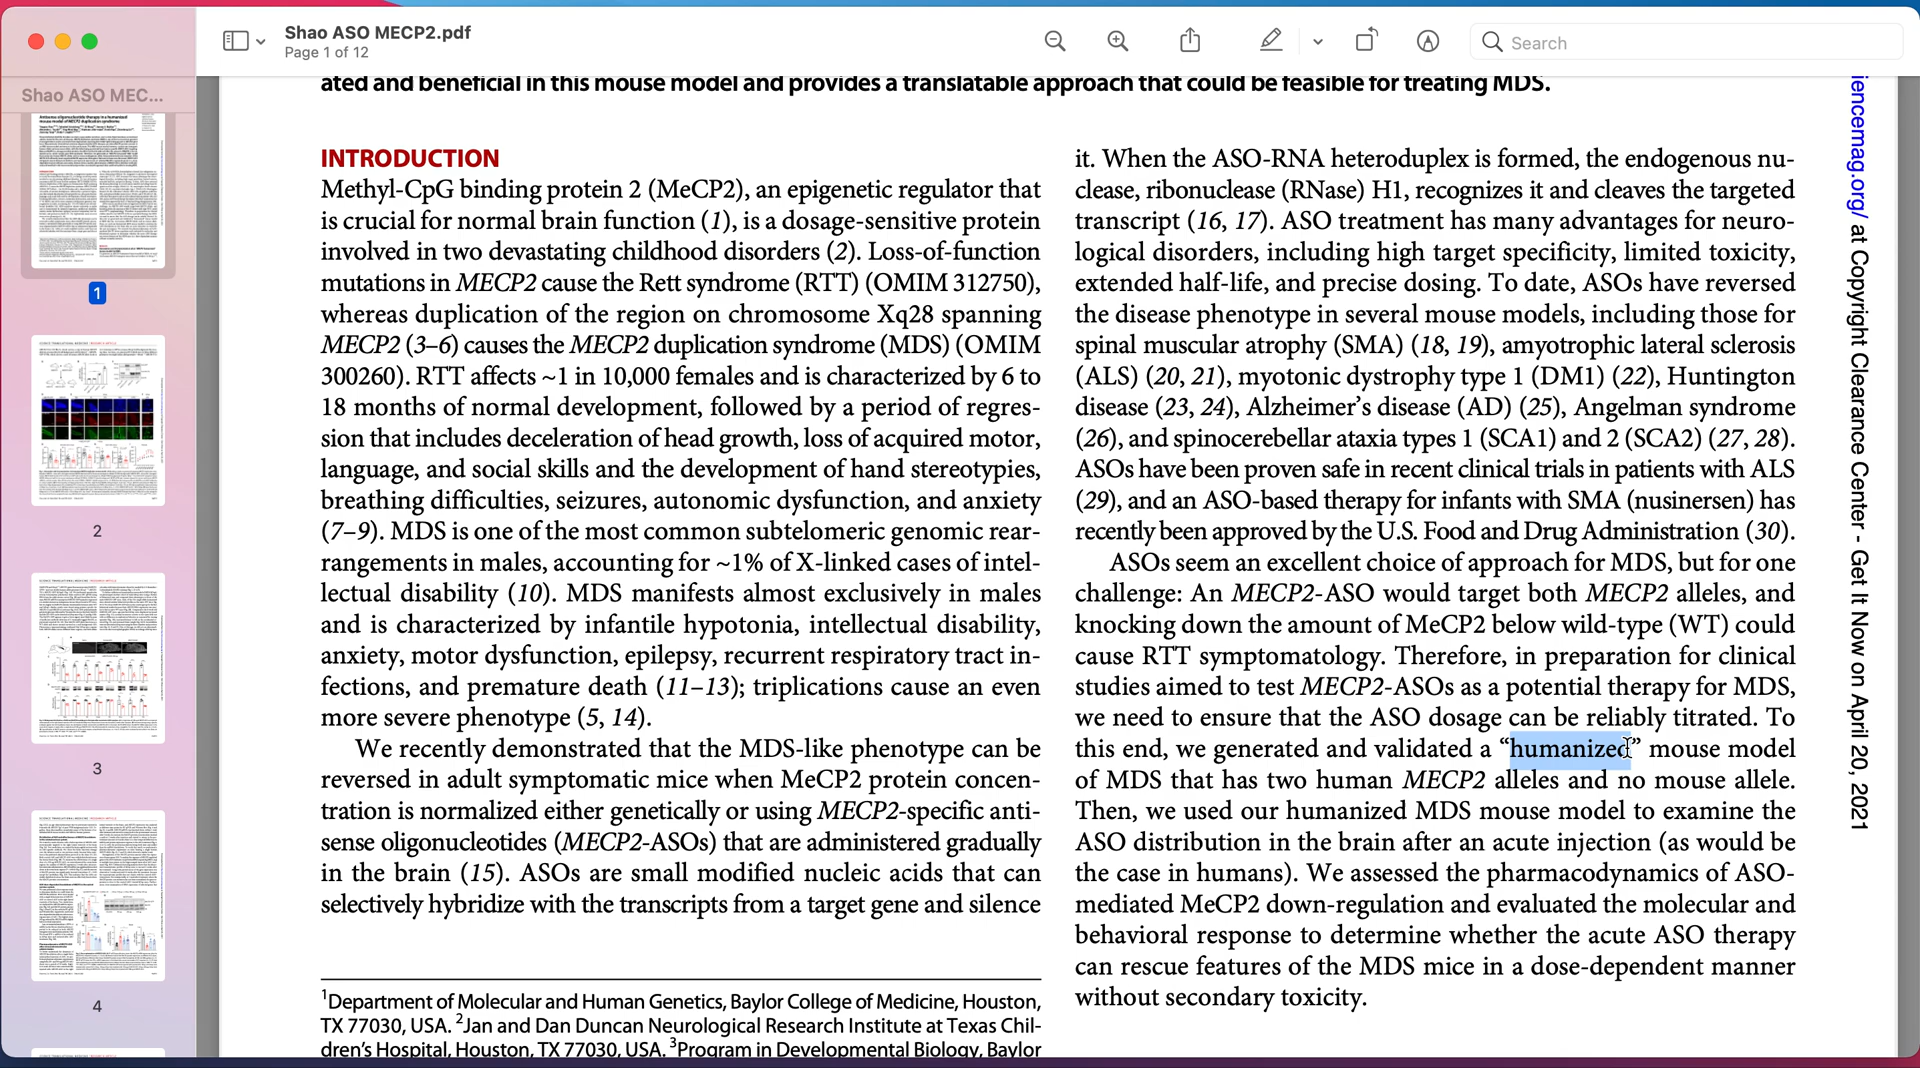 Shao ASO MECP2.pdf
Page 1 of 12
Search
Shao ASO MEC...
1
2
3
4
ated and beneficial in this mouse model and provides a translatable approach that could be feasible for treating MDS.
INTRODUCTION
Methyl-CpG binding protein 2 (MeCP2), an epigenetic regulator that
is crucial for normal brain function (1), is a dosage-sensitive protein
involved in two devastating childhood disorders (2). Loss-of-function
mutations in MECP2 cause the Rett syndrome (RTT) (OMIM 312750),
whereas duplication of the region on chromosome Xq28 spanning
MECP2 (3–6) causes the MECP2 duplication syndrome (MDS) (OMIM
300260). RTT affects ~1 in 10,000 females and is characterized by 6 to
18 months of normal development, followed by a period of regres-
sion that includes deceleration of head growth, loss of acquired motor,
language, and social skills and the development of hand stereotypies,
breathing difficulties, seizures, autonomic dysfunction, and anxiety
(7–9). MDS is one of the most common subtelomeric genomic rear-
rangements in males, accounting for ~1% of X-linked cases of intel-
lectual disability (10). MDS manifests almost exclusively in males
and is characterized by infantile hypotonia, intellectual disability,
anxiety, motor dysfunction, epilepsy, recurrent respiratory tract in-
fections, and premature death (11–13); triplications cause an even
more severe phenotype (5, 14).
We recently demonstrated that the MDS-like phenotype can be
reversed in adult symptomatic mice when MeCP2 protein concen-
tration is normalized either genetically or using MECP2-specific anti-
sense oligonucleotides (MECP2-ASOs) that are administered gradually
in the brain (15). ASOs are small modified nucleic acids that can
selectively hybridize with the transcripts from a target gene and silence
1Department of Molecular and Human Genetics, Baylor College of Medicine, Houston,
TX 77030, USA. 2Jan and Dan Duncan Neurological Research Institute at Texas Chil-
dren’s Hospital, Houston, TX 77030, USA. 3Program in Developmental Biology, Baylor
it. When the ASO-RNA heteroduplex is formed, the endogenous nu-
clease, ribonuclease (RNase) H1, recognizes it and cleaves the targeted
transcript (16, 17). ASO treatment has many advantages for neuro-
logical disorders, including high target specificity, limited toxicity,
extended half-life, and precise dosing. To date, ASOs have reversed
the disease phenotype in several mouse models, including those for
spinal muscular atrophy (SMA) (18, 19), amyotrophic lateral sclerosis
(ALS) (20, 21), myotonic dystrophy type 1 (DM1) (22), Huntington
disease (23, 24), Alzheimer’s disease (AD) (25), Angelman syndrome
(26), and spinocerebellar ataxia types 1 (SCA1) and 2 (SCA2) (27, 28).
ASOs have been proven safe in recent clinical trials in patients with ALS
(29), and an ASO-based therapy for infants with SMA (nusinersen) has
recently been approved by the U.S. Food and Drug Administration (30).
ASOs seem an excellent choice of approach for MDS, but for one
challenge: An MECP2-ASO would target both MECP2 alleles, and
knocking down the amount of MeCP2 below wild-type (WT) could
cause RTT symptomatology. Therefore, in preparation for clinical
studies aimed to test MECP2-ASOs as a potential therapy for MDS,
we need to ensure that the ASO dosage can be reliably titrated. To
this end, we generated and validated a “humanized” mouse model
of MDS that has two human MECP2 alleles and no mouse allele.
Then, we used our humanized MDS mouse model to examine the
ASO distribution in the brain after an acute injection (as would be
the case in humans). We assessed the pharmacodynamics of ASO-
mediated MeCP2 down-regulation and evaluated the molecular and
behavioral response to determine whether the acute ASO therapy
can rescue features of the MDS mice in a dose-dependent manner
without secondary toxicity.
iencemag.org/ at Copyright Clearance Center - Get It Now on April 20, 2021